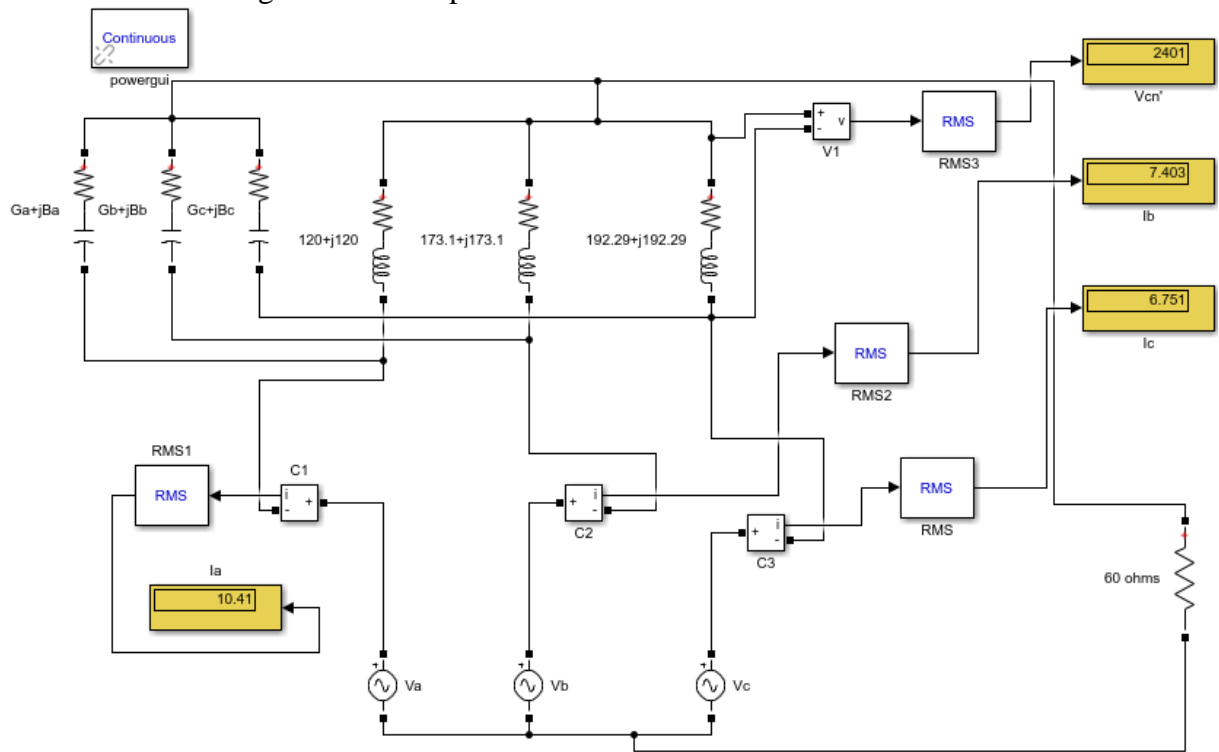 Continuous
powergui
2401
Vcn'
+
-
v
V1
RMS
RMS3
7.403
Ib
Ga+jBa
Gb+jBb
Gc+jBc
120+j120
173.1+j173.1
192.29+j192.29
6.751
Ic
RMS
RMS2
RMS1
RMS
C1
i
-
+
+
i
-
C2
RMS
RMS
+
i
-
C3
60 ohms
Ia
10.41
+
Va
+
Vb
+
Vc